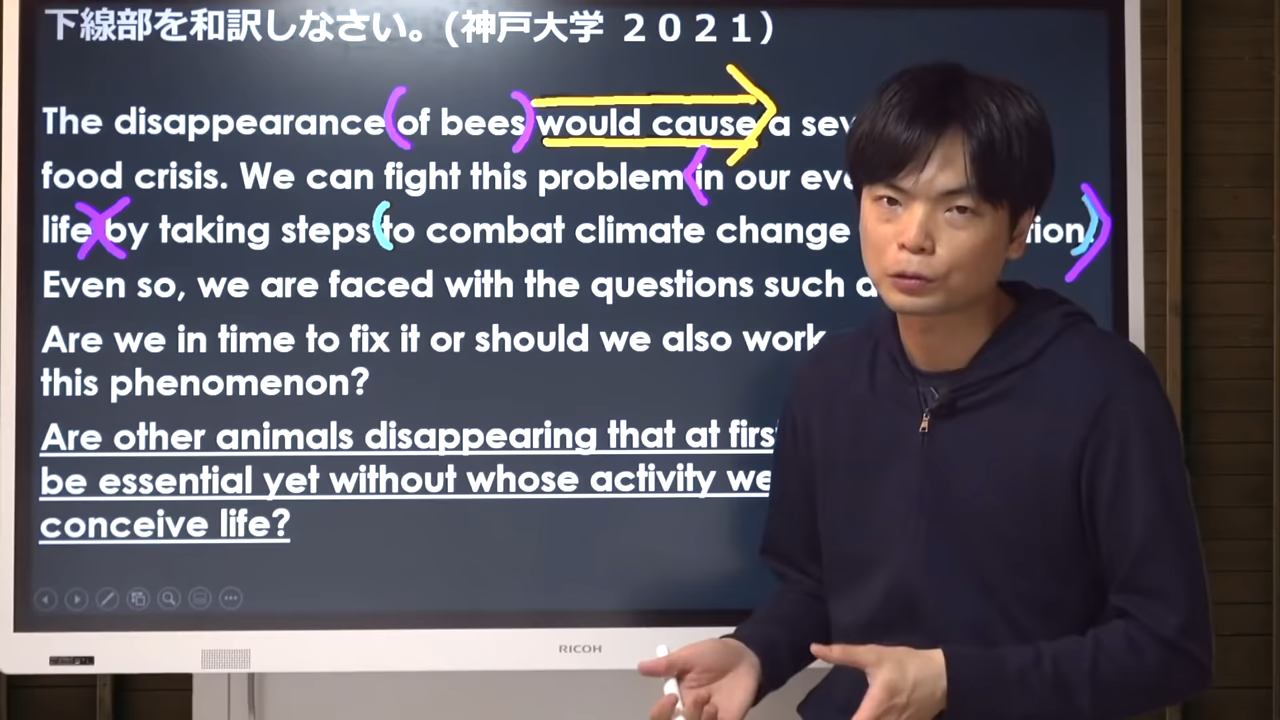 下線部を和訳しなさい。(神戸大学 ２０２１)
The disappearance of bees would cause a
food crisis. We can fight this problem in our
life by taking steps to combat climate change
Even so, we are faced with the questions such
Are we in time to fix it or should we also work
this phenomenon?
Are other animals disappearing that at first
be essential yet without whose activity we
conceive life?
RICOH